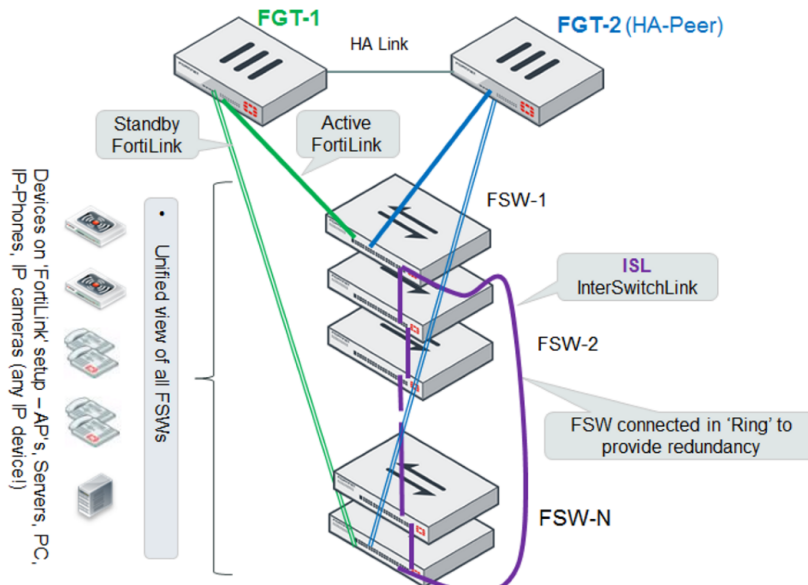 FGT-1
HA Link
FGT-2 (HA-Peer)
Standby
FortiLink
Active
FortiLink
FSW-1
ISL
InterSwitchLink
FSW-2
FSW connected in ‘Ring’ to
provide redundancy
FSW-N
• Unified view of all FSWs
Devices on 'FortiLink' setup – AP's, Servers, PC,
IP-Phones, IP cameras (any IP device!)